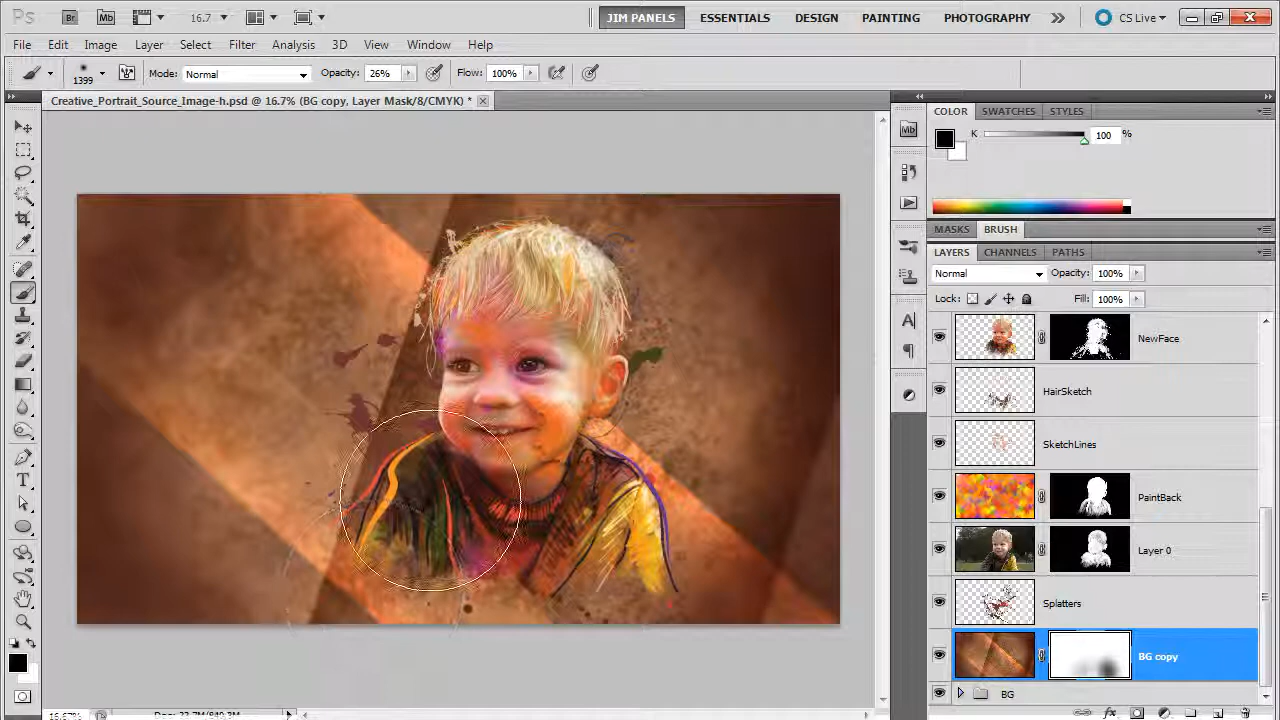 Ps Br Mb 16.7 JIM PANELS ESSENTIALS DESIGN PAINTING PHOTOGRAPHY CS Live
File Edit Image Layer Select Filter Analysis 3D View Window Help
1399 Mode: Normal Opacity: 26% Flow: 100%
Creative_Portrait_Source_Image-h.psd @ 16.7% (BG copy, Layer Mask/8/CMYK) *
COLOR SWATCHES STYLES
Mb
K 100 %
MASKS BRUSH
LAYERS CHANNELS PATHS
Normal Opacity: 100%
Lock: Fill: 100%
NewFace
HairSketch
SketchLines
PaintBack
Layer 0
Splatters
BG copy
BG
16.67%